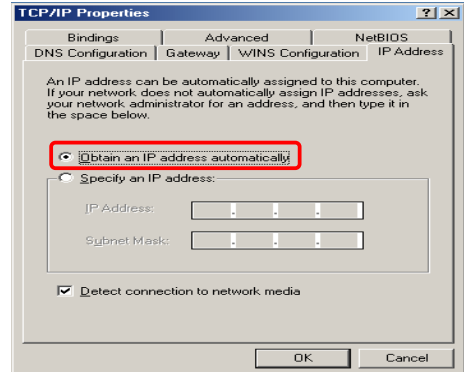 TCP/IP Properties
Bindings Advanced NetBIOS
DNS Configuration Gateway WINS Configuration IP Address
An IP address can be automatically assigned to this computer.
If your network does not automatically assign IP addresses, ask
your network administrator for an address, and then type it in
the space below.
Obtain an IP address automatically
Specify an IP address:
IP Address:
Subnet Mask:
Detect connection to network media
OK Cancel